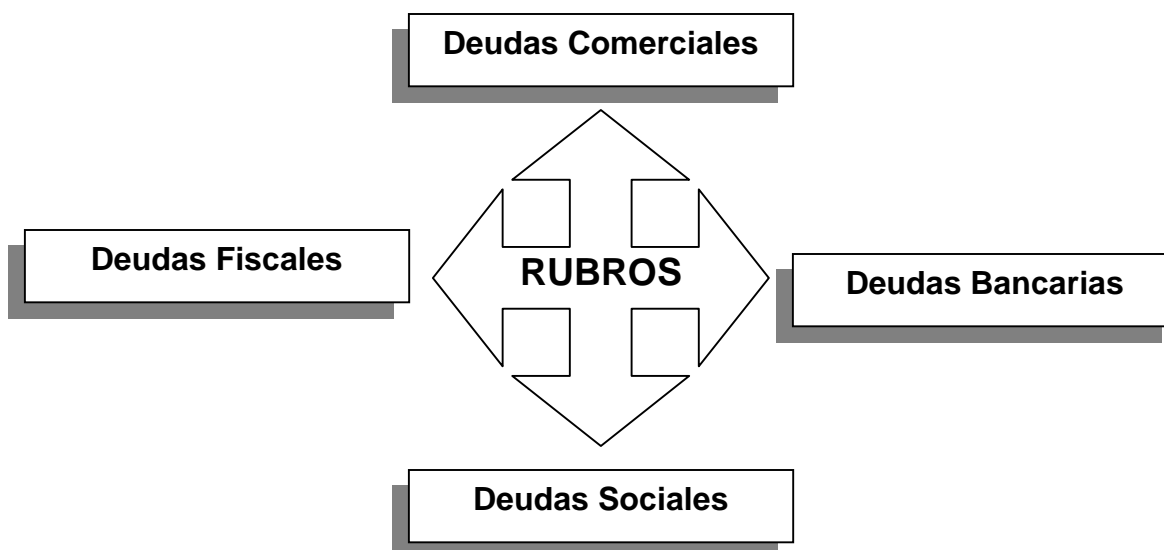 Deudas Comerciales
Deudas Fiscales
RUBROS
Deudas Bancarias
Deudas Sociales